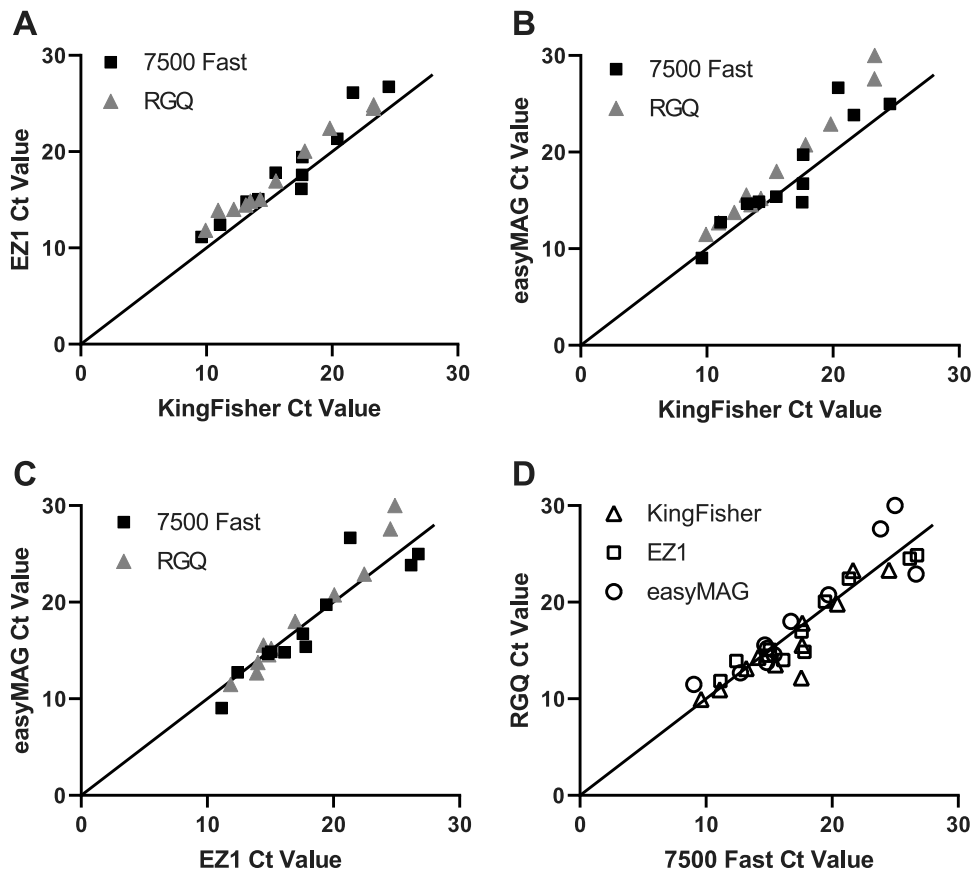 A
30
20
10
0
EZ1 Ct Value
7500 Fast
RGQ
0 10 20 30
KingFisher Ct Value
B
30
20
10
0
easyMAG Ct Value
7500 Fast
RGQ
0 10 20 30
KingFisher Ct Value
C
30
20
10
0
easyMAG Ct Value
7500 Fast
RGQ
0 10 20 30
EZ1 Ct Value
D
30
20
10
0
RGQ Ct Value
KingFisher
EZ1
easyMAG
0 10 20 30
7500 Fast Ct Value